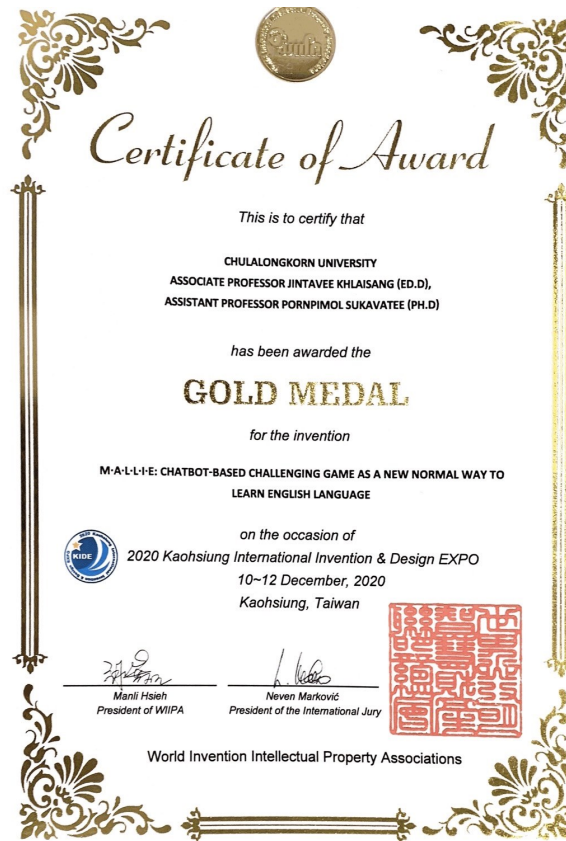 Certificate of Award
This is to certify that
CHULALONGKORN UNIVERSITY
ASSOCIATE PROFESSOR JINTAVEE KHLAISANG (ED.D),
ASSISTANT PROFESSOR PORNPIMOL SUKAVATEE (PH.D)
has been awarded the
GOLD MEDAL
for the invention
M·A·L·L·I·E: CHATBOT-BASED CHALLENGING GAME AS A NEW NORMAL WAY TO
LEARN ENGLISH LANGUAGE
on the occasion of
KIDE
2020 Kaohsiung International Invention & Design EXPO
10~12 December, 2020
Kaohsiung, Taiwan
Manli Hsieh
President of WIIPA
Neven Marković
President of the International Jury
World Invention Intellectual Property Associations